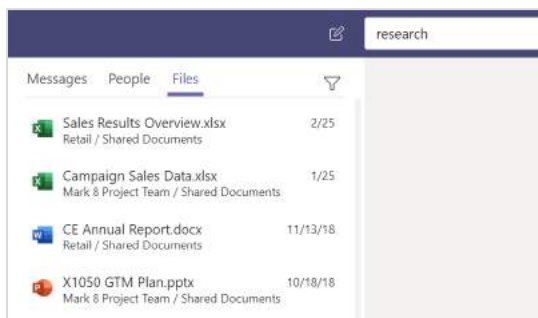 research
Messages People Files
Sales Results Overview.xlsx 2/25
Retail / Shared Documents
Campaign Sales Data.xlsx 1/25
Mark 8 Project Team / Shared Documents
CE Annual Report.docx 11/13/18
Retail / Shared Documents
X1050 GTM Plan.pptx 10/18/18
Mark 8 Project Team / Shared Documents